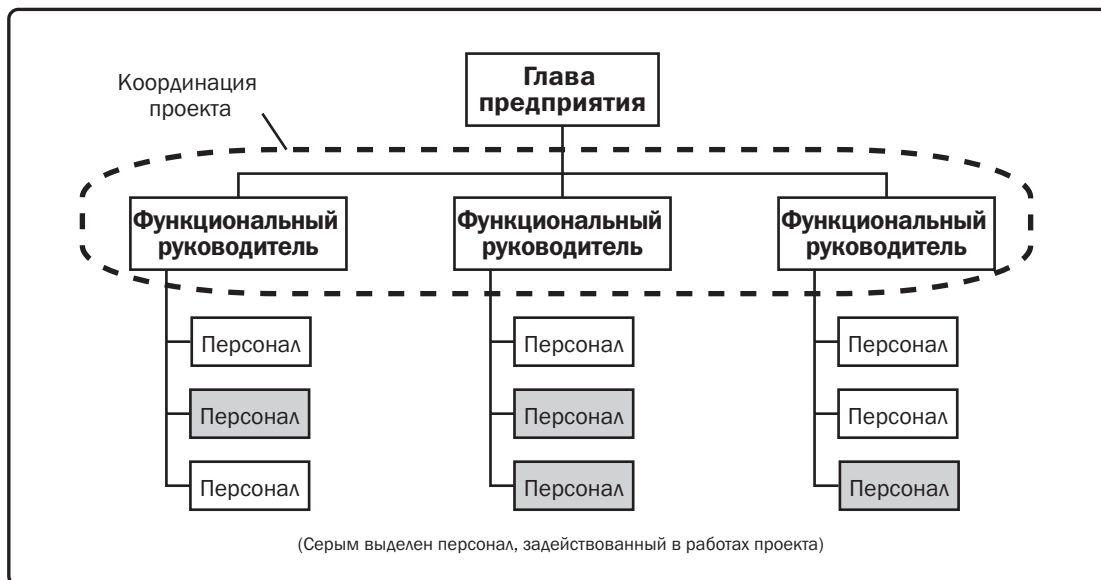 Координация
проекта
Глава
предприятия
Функциональный
руководитель
Функциональный
руководитель
Функциональный
руководитель
Персонал
Персонал
Персонал
Персонал
Персонал
Персонал
Персонал
Персонал
Персонал
(Серым выделен персонал, задействованный в работах проекта)